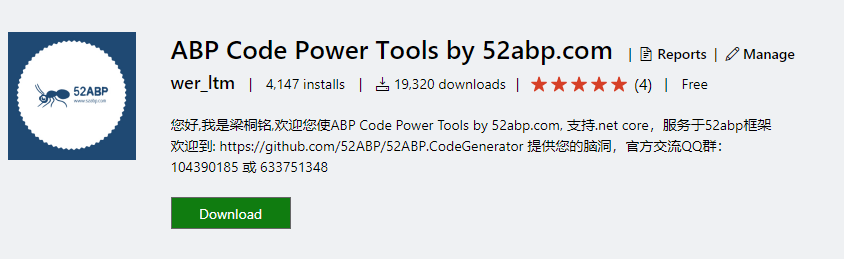 ABP Code Power Tools by 52abp.com | Reports | Manage
52ABP
www.52abp.com
wer_ltm | 4,147 installs | 19,320 downloads | (4) | Free
您好,我是梁桐铭,欢迎您使ABP Code Power Tools by 52abp.com, 支持.net core，服务于52abp框架
欢迎到: https://github.com/52ABP/52ABP.CodeGenerator 提供您的脑洞，官方交流QQ群：
104390185 或 633751348
Download